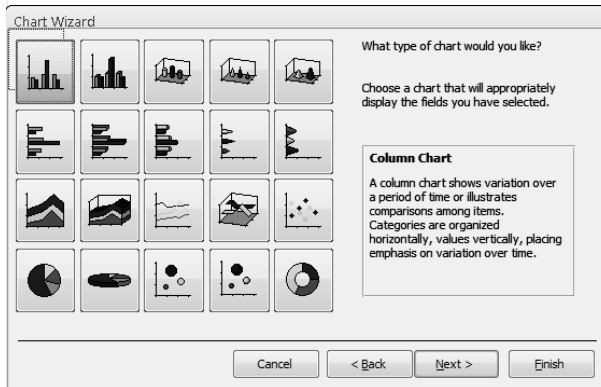 Chart Wizard
What type of chart would you like?
Choose a chart that will appropriately
display the fields you have selected.
Column Chart
A column chart shows variation over
a period of time or illustrates
comparisons among items.
Categories are organized
horizontally, values vertically, placing
emphasis on variation over time.
Cancel
< Back
Next >
Finish